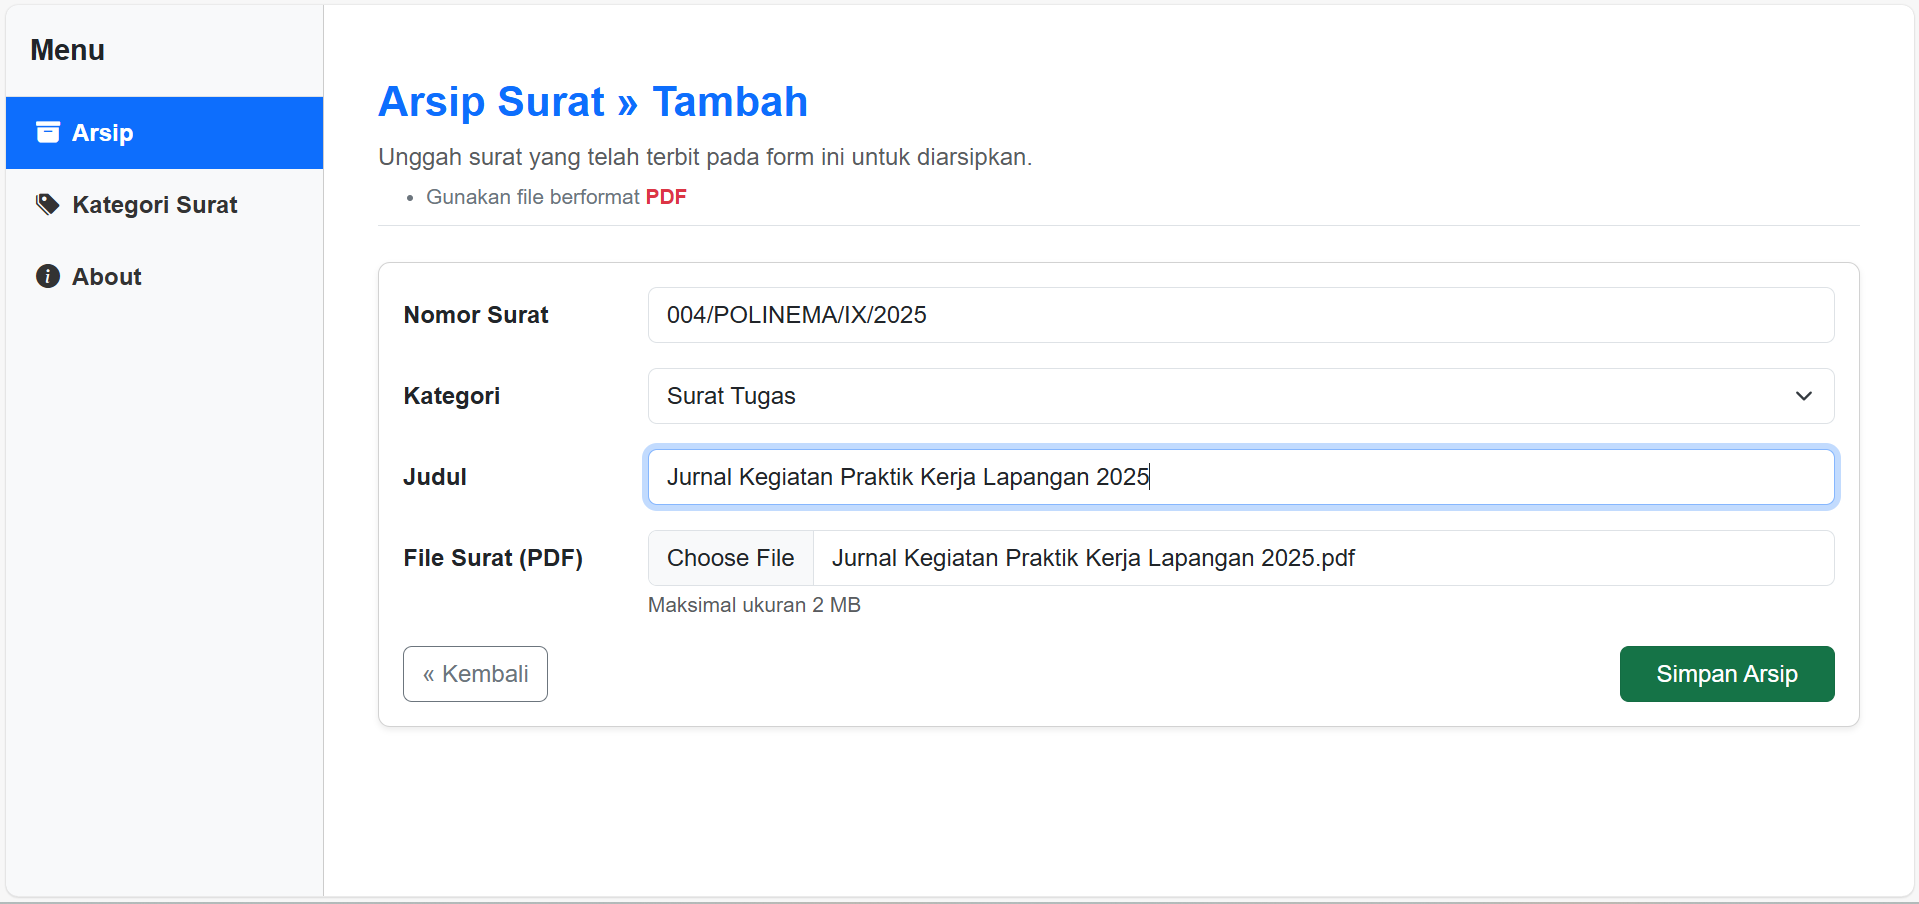 Menu
Arsip
Kategori Surat
About
Arsip Surat » Tambah
Unggah surat yang telah terbit pada form ini untuk diarsipkan.
• Gunakan file berformat PDF
Nomor Surat
004/POLINEMA/IX/2025
Kategori
Surat Tugas
Judul
Jurnal Kegiatan Praktik Kerja Lapangan 2025
File Surat (PDF)
Choose File
Jurnal Kegiatan Praktik Kerja Lapangan 2025.pdf
Maksimal ukuran 2 MB
« Kembali
Simpan Arsip